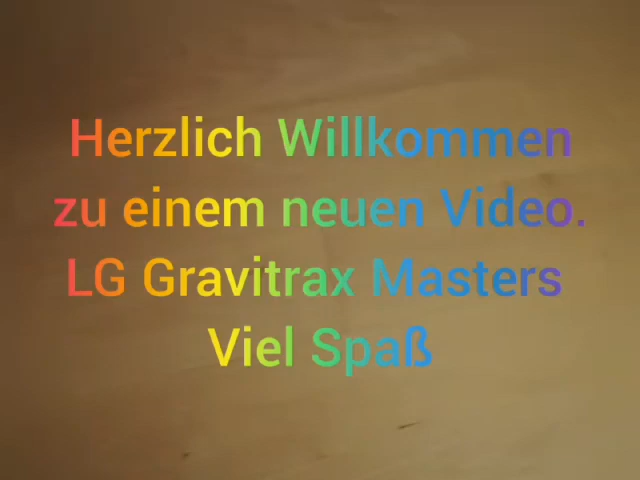 Herzlich Willkommen
zu einem neuen Video.
LG Gravitrax Masters
Viel Spaß